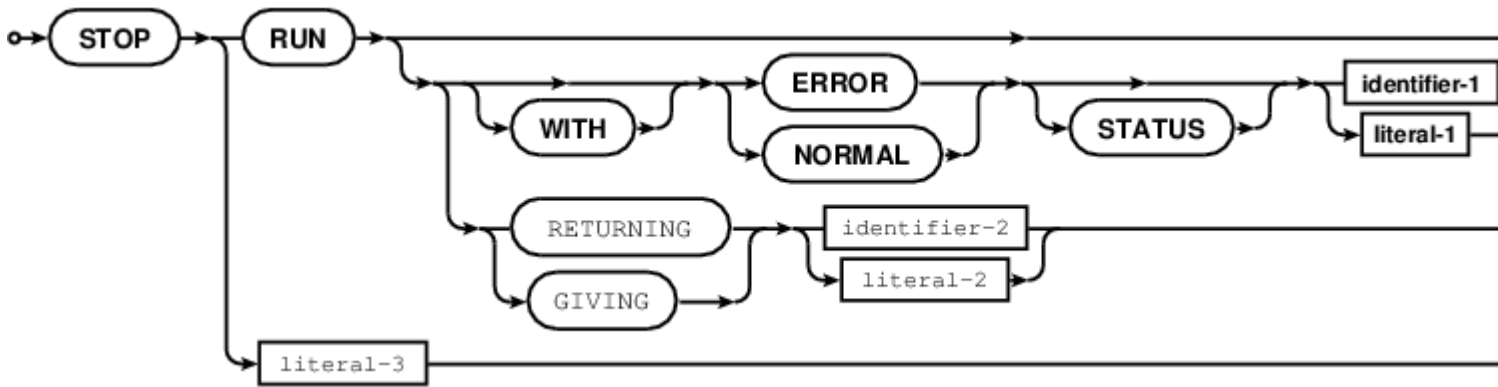 STOP RUN
ERROR identifier-1
WITH STATUS literal-1
NORMAL
RETURNING identifier-2
GIVING literal-2
literal-3